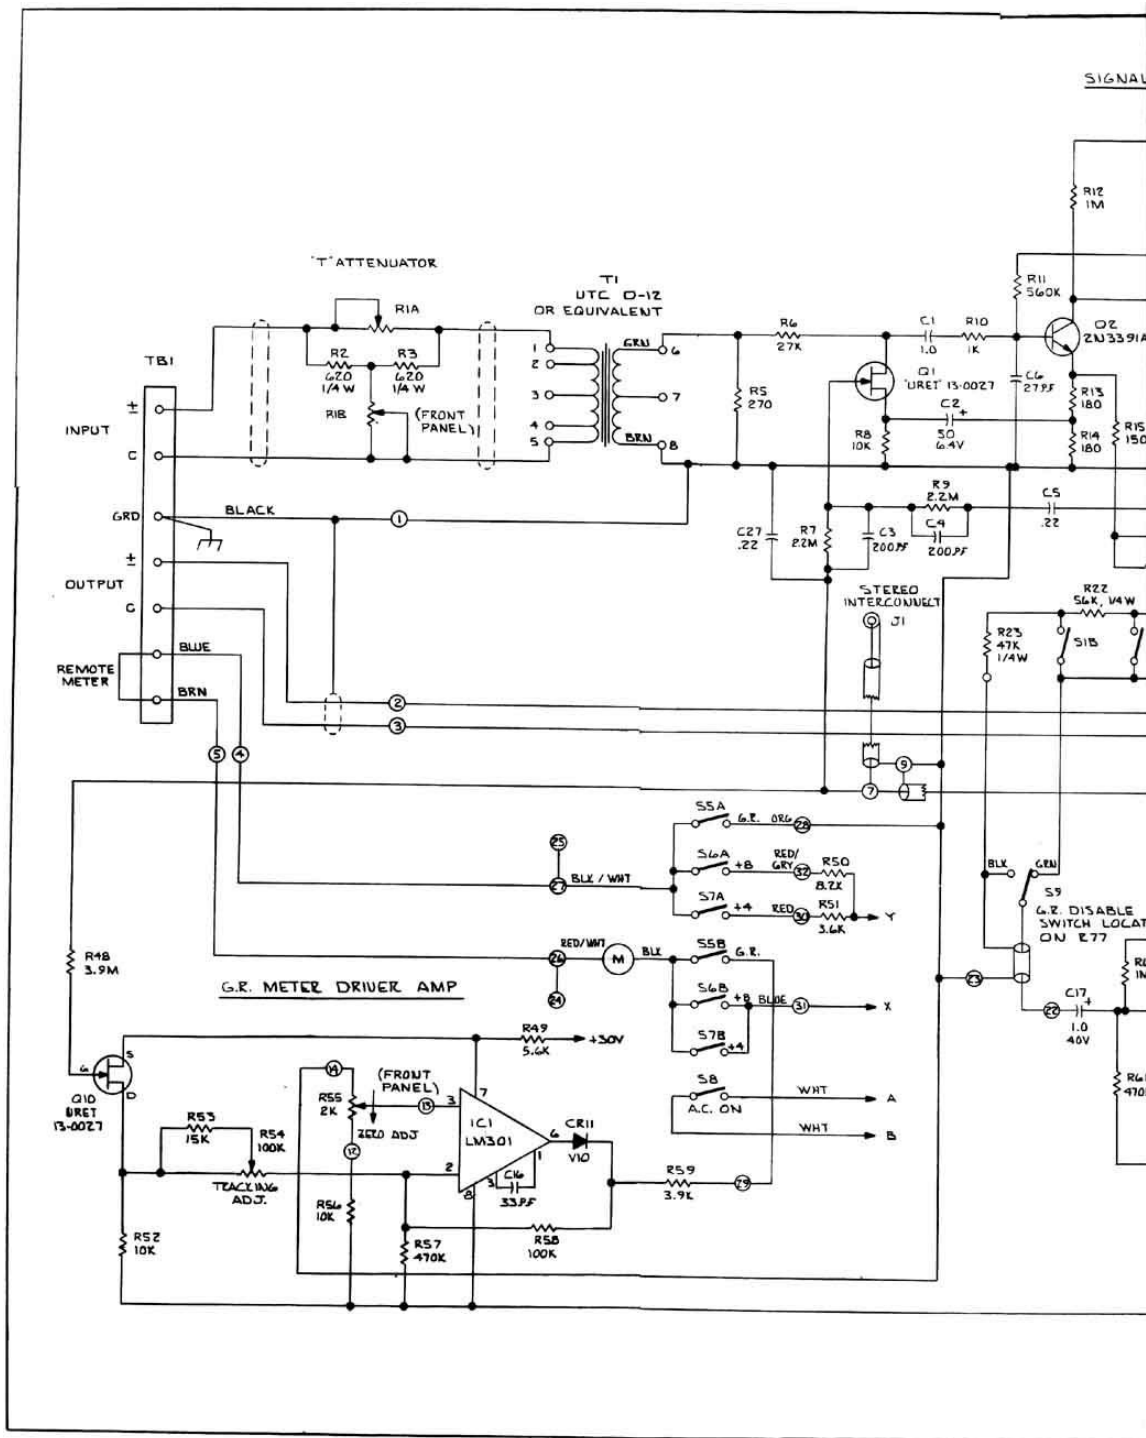 SIGNAL
R12
1M
"T" ATTENUATOR
R1A
R2
620
1/4 W
R3
620
1/4 W
R1B
(FRONT
PANEL)
T1
UTC O-12
OR EQUIVALENT
1
2
3
4
5
GRN
6
7
BRN
8
R5
270
R6
27K
C1
1.0
R10
1K
R11
560K
Q2
2N3391A
Q1
"URET" 13-0027
C2
+
50
6.4V
R8
10K
C6
27PF
R13
180
R14
180
R15
150
TB1
±
INPUT
C
GRD
BLACK
1
±
OUTPUT
C
REMOTE
METER
BLUE
BRN
2
3
5
4
C27
.22
R7
2.2M
C3
200PF
R9
2.2M
C4
200PF
C5
.22
STEREO
INTERCONNECT
J1
9
7
R23
47K
1/4W
R22
56K, 1/4W
S1B
BLK
GRN
S9
G.R. DISABLE
SWITCH LOCAT
ON R77
23
22
C17
+
1.0
40V
25
27
BLK / WHT
S5A
G.R. ORG
28
S6A
+8
RED/
GRY
32
R50
8.2K
S7A
+4
RED
30
R51
3.6K
Y
RED/WHT
26
24
M
BLK
S5B
G.R.
S6B
+8
BLUE
31
X
S7B
+4
S8
A.C. ON
WHT
A
WHT
B
R48
3.9M
G.R. METER DRIVER AMP
S
G
D
Q10
URET
13-0027
R49
5.6K
+30V
14
(FRONT
PANEL)
R55
2K
13
ZERO ADJ
12
3
7
IC1
LM301
6
2
8
3
1
C16
33PF
CR11
V10
R53
15K
R54
100K
TRACKING
ADJ.
R56
10K
R52
10K
R57
470K
R58
100K
R59
3.9K
29